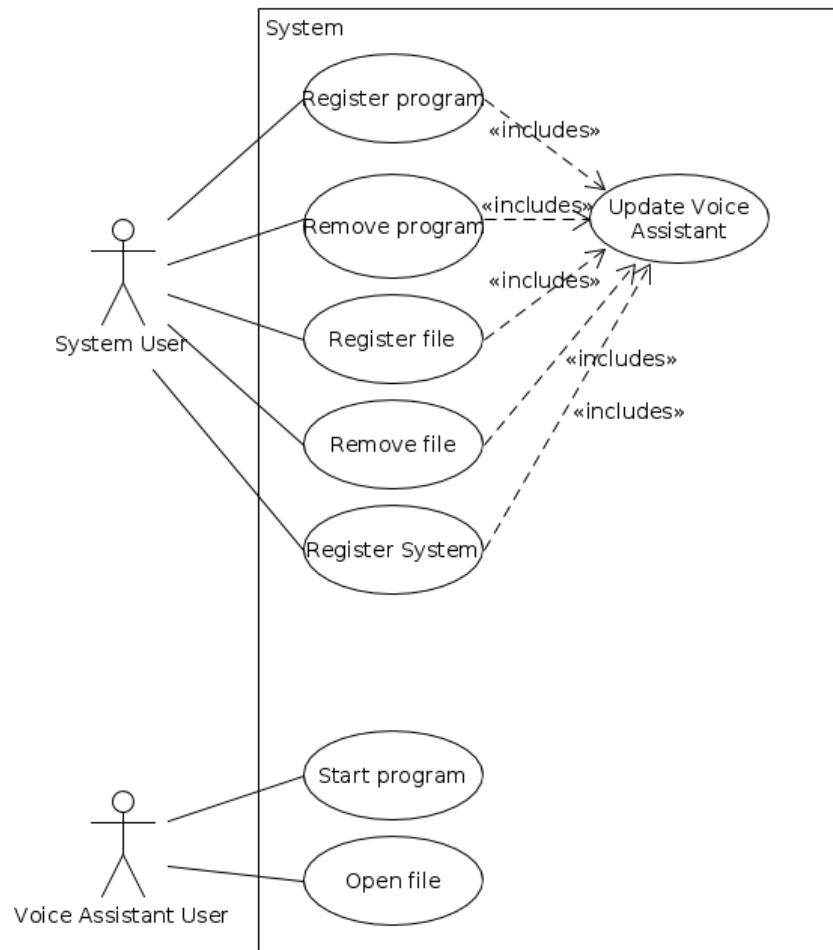 System
Register program
«includes»
Remove program
«includes»
Update Voice
Assistant
«includes»
Register file
System User
«includes»
«includes»
Remove file
Register System
Start program
Open file
Voice Assistant User